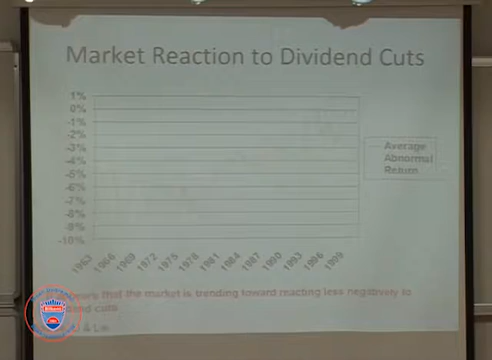 Market Reaction to Dividend Cuts
1%
0%
-1%
-2%
-3%
-4%
-5%
-6%
-7%
-8%
-9%
-10%
Average
Abnormal
Return
1963 1966 1969 1972 1975 1978 1981 1984 1987 1990 1993 1996 1999
that the market is trending toward reacting less negatively to
cuts